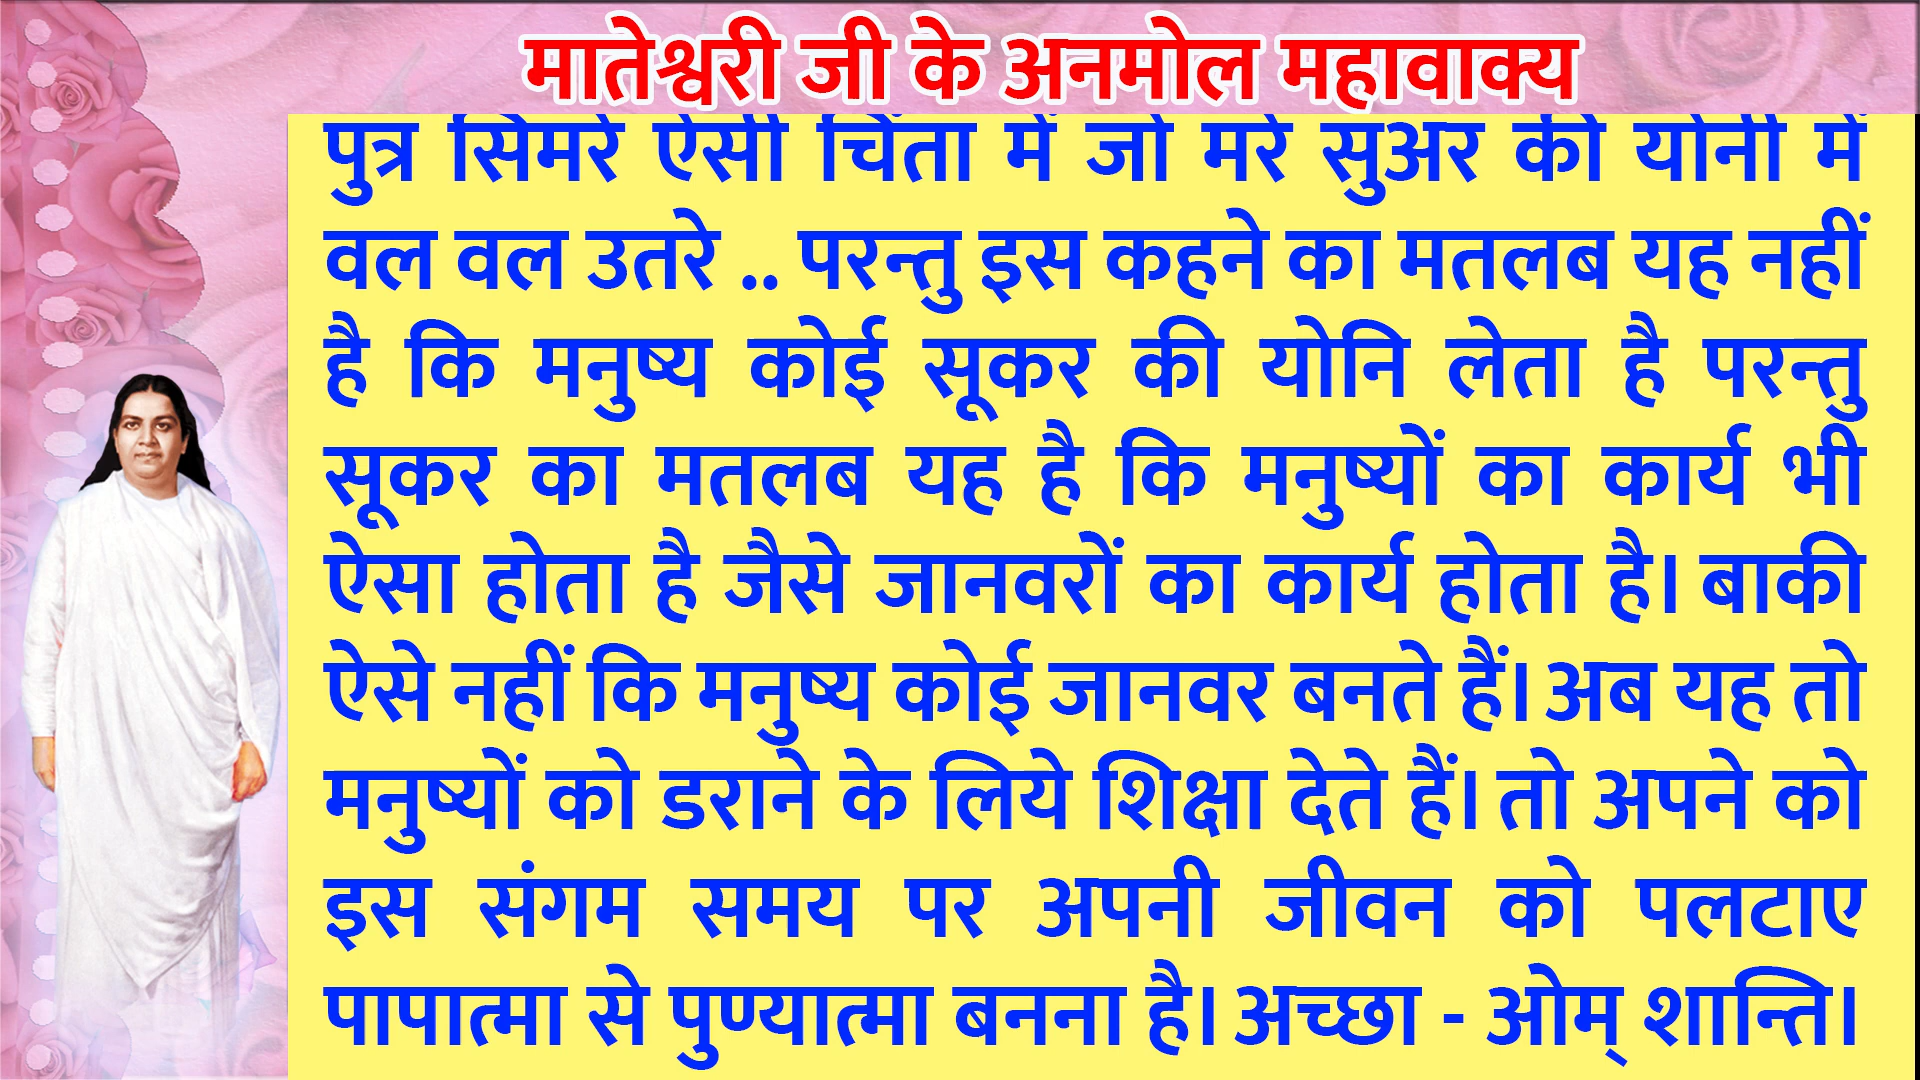 मातेश्वरी जी के अनमोल महावाक्य
पुत्र सिमरे ऐसी चिंता में जो मरे सुअर की योनी में
वल वल उतरे .. परन्तु इस कहने का मतलब यह नहीं
है कि मनुष्य कोई सूकर की योनि लेता है परन्तु
सूकर का मतलब यह है कि मनुष्यों का कार्य भी
ऐसा होता है जैसे जानवरों का कार्य होता है। बाकी
ऐसे नहीं कि मनुष्य कोई जानवर बनते हैं। अब यह तो
मनुष्यों को डराने के लिये शिक्षा देते हैं। तो अपने को
इस संगम समय पर अपनी जीवन को पलटाए
पापात्मा से पुण्यात्मा बनना है। अच्छा - ओम् शान्ति।